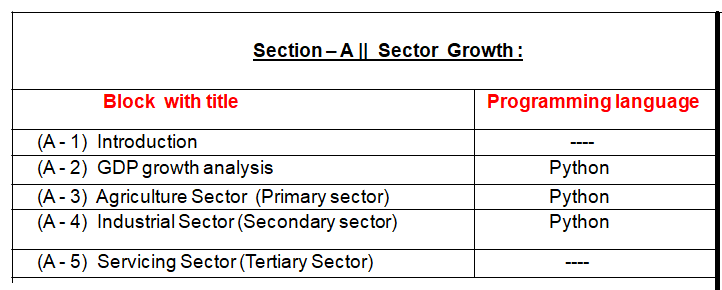 Section – A || Sector Growth :
Block with title Programming language
(A - 1) Introduction ----
(A - 2) GDP growth analysis Python
(A - 3) Agriculture Sector (Primary sector) Python
(A - 4) Industrial Sector (Secondary sector) Python
(A - 5) Servicing Sector (Tertiary Sector) ----